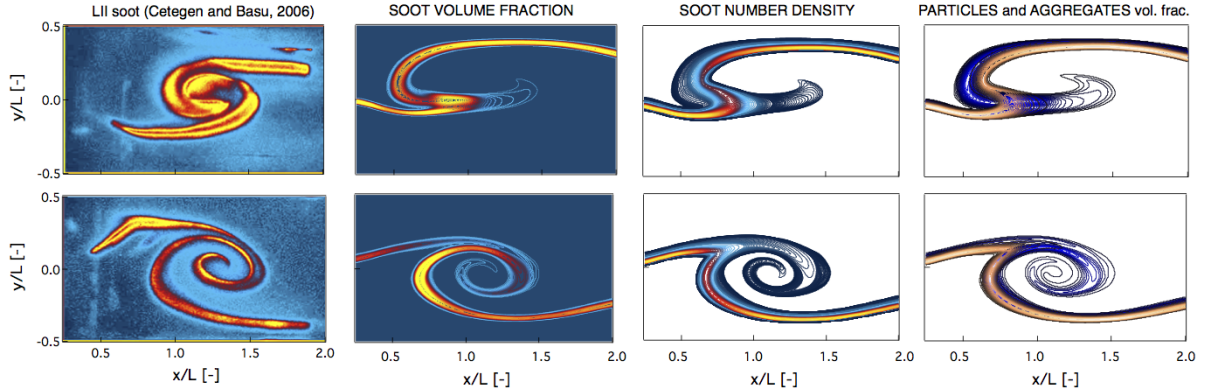 LII soot (Cetegen and Basu, 2006)
SOOT VOLUME FRACTION
SOOT NUMBER DENSITY
PARTICLES and AGGREGATES vol. frac.
0.5
y/L [-]
0.0
-0.5
0.5
y/L [-]
0.0
-0.5
0.5 1.0 1.5 2.0
0.5 1.0 1.5 2.0
0.5 1.0 1.5 2.0
0.5 1.0 1.5 2.0
x/L [-]
x/L [-]
x/L [-]
x/L [-]